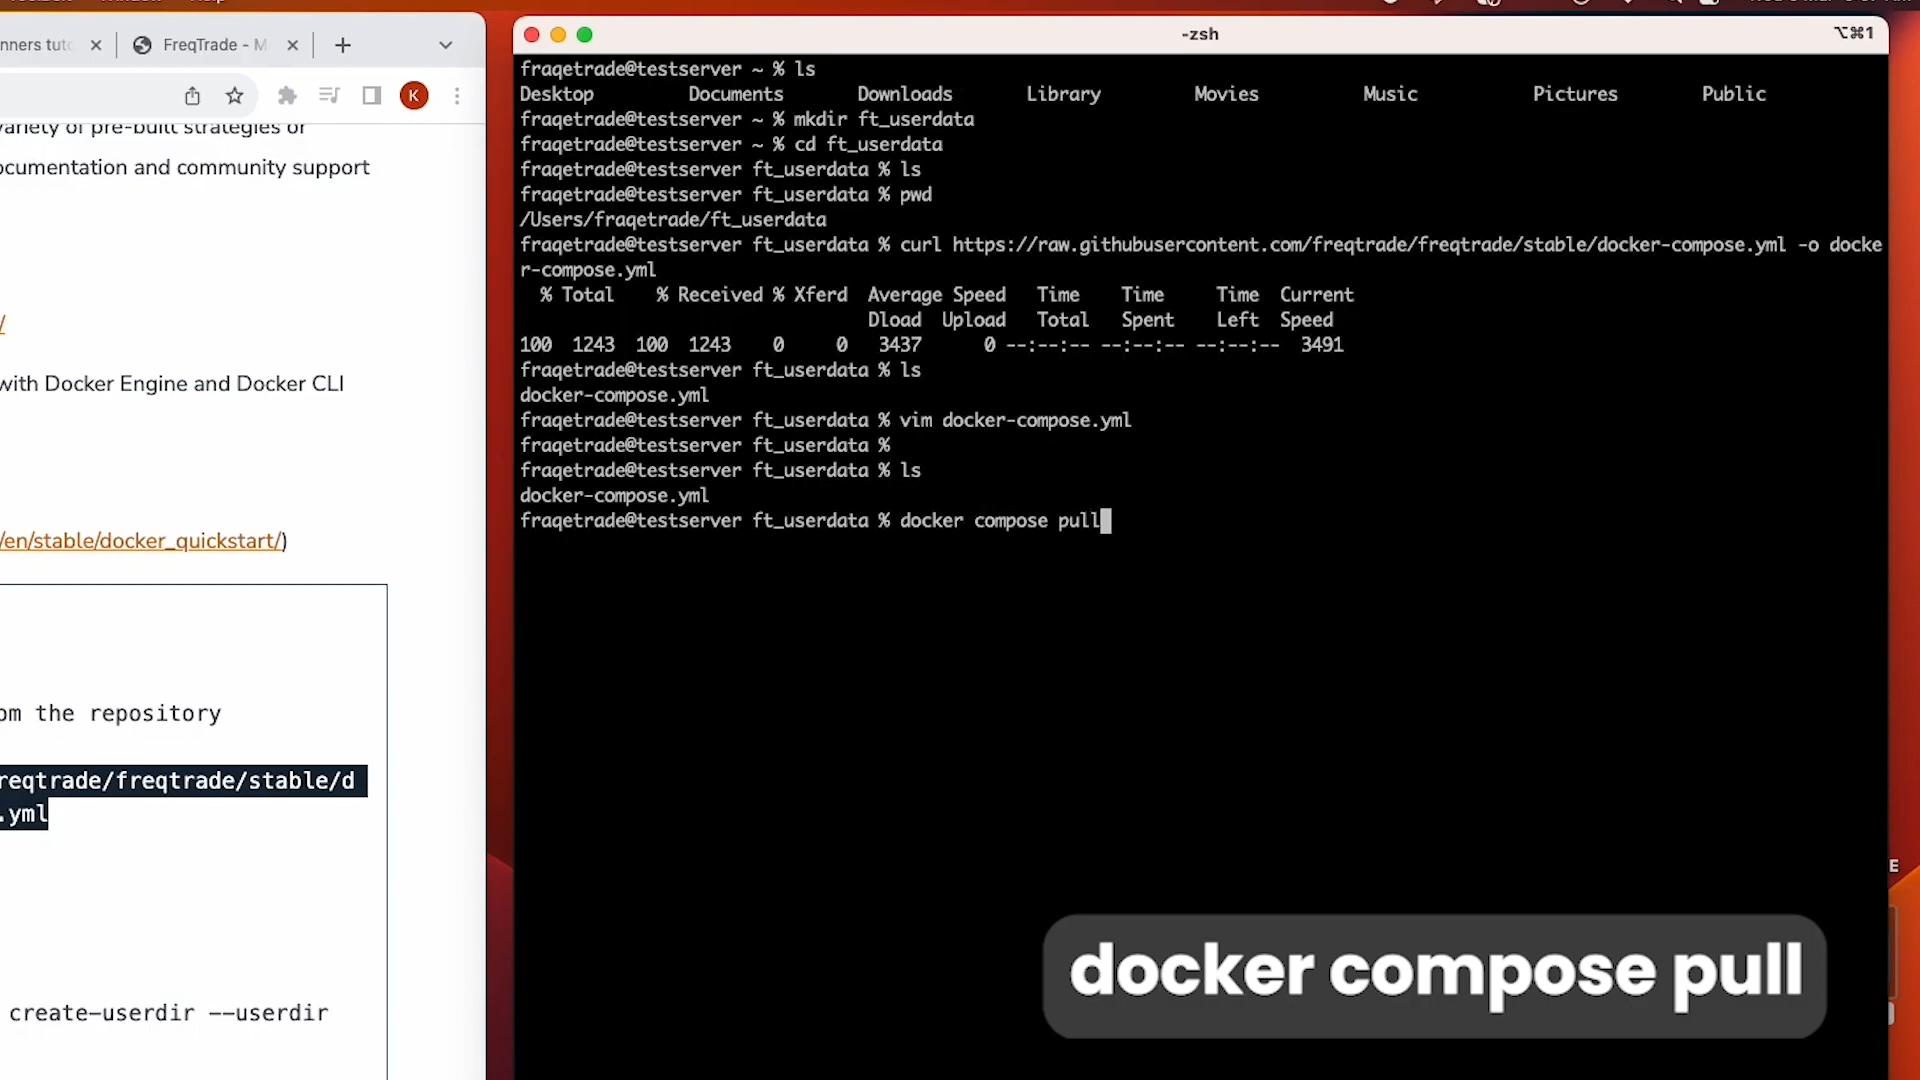 nners tuto
FreqTrade - M
K
variety of pre-built strategies or
ocumentation and community support
/
with Docker Engine and Docker CLI
/en/stable/docker_quickstart/)
om the repository
reqtrade/freqtrade/stable/d
.yml
create-userdir --userdir
-zsh
⌥⌘1
fraqetrade@testserver ~ % ls
Desktop Documents Downloads Library Movies Music Pictures Public
fraqetrade@testserver ~ % mkdir ft_userdata
fraqetrade@testserver ~ % cd ft_userdata
fraqetrade@testserver ft_userdata % ls
fraqetrade@testserver ft_userdata % pwd
/Users/fraqetrade/ft_userdata
fraqetrade@testserver ft_userdata % curl https://raw.githubusercontent.com/freqtrade/freqtrade/stable/docker-compose.yml -o docke
r-compose.yml
% Total % Received % Xferd Average Speed Time Time Time Current
Dload Upload Total Spent Left Speed
100 1243 100 1243 0 0 3437 0 --:--:-- --:--:-- --:--:-- 3491
fraqetrade@testserver ft_userdata % ls
docker-compose.yml
fraqetrade@testserver ft_userdata % vim docker-compose.yml
fraqetrade@testserver ft_userdata %
fraqetrade@testserver ft_userdata % ls
docker-compose.yml
fraqetrade@testserver ft_userdata % docker compose pull
E
docker compose pull